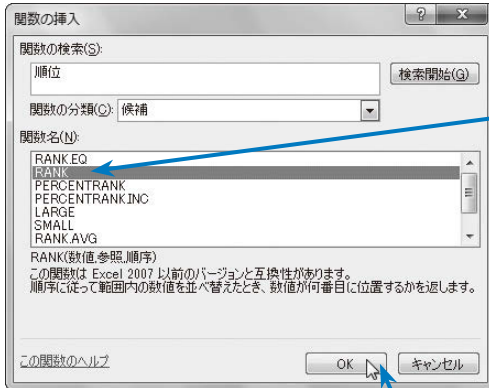 関数の挿入
関数の検索(S):
順位
検索開始(G)
関数の分類(C): 候補
関数名(N):
RANK.EQ
RANK
PERCENTRANK
PERCENTRANK.INC
LARGE
SMALL
RANK.AVG
RANK(数値,参照,順序)
この関数は Excel 2007 以前のバージョンと互換性があります。
順序に従って範囲内の数値を並べ替えたとき、数値が何番目に位置するかを返します。
この関数のヘルプ
OK
キャンセル